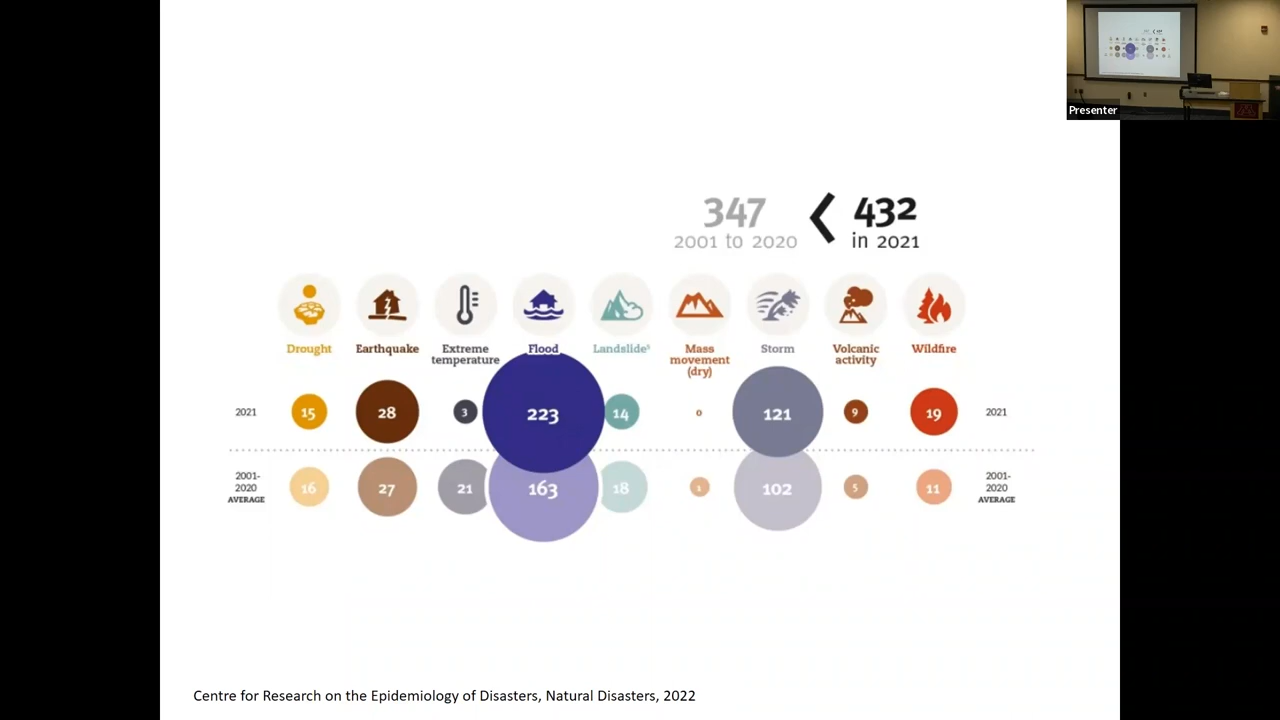 Presenter
347
2001 to 2020
432
in 2021
Drought
Earthquake
Extreme
temperature
Flood
Landslide⁵
Mass
movement
(dry)
Storm
Volcanic
activity
Wildfire
2021
15
28
3
223
14
0
121
9
19
2021
2001-
2020
AVERAGE
16
27
21
163
18
1
102
5
11
2001-
2020
AVERAGE
Centre for Research on the Epidemiology of Disasters, Natural Disasters, 2022